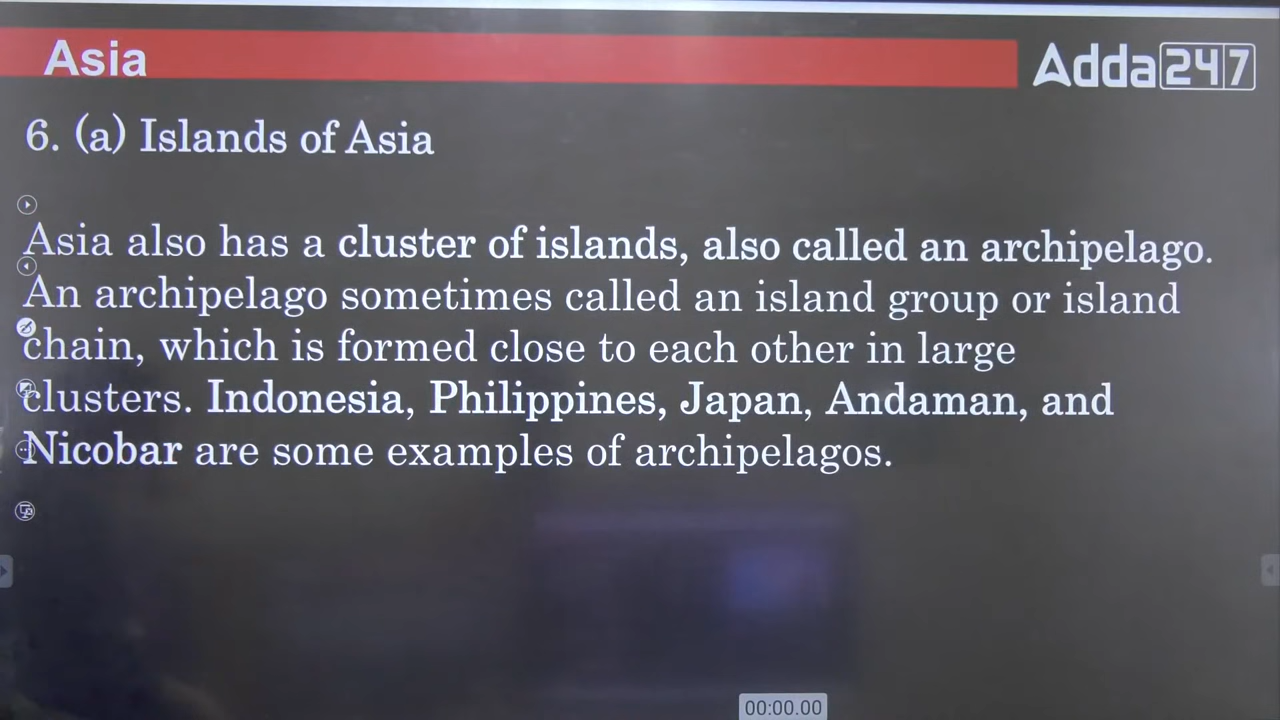 Asia
Adda247
6. (a) Islands of Asia
Asia also has a cluster of islands, also called an archipelago.
An archipelago sometimes called an island group or island
chain, which is formed close to each other in large
clusters. Indonesia, Philippines, Japan, Andaman, and
Nicobar are some examples of archipelagos.
00:00.00